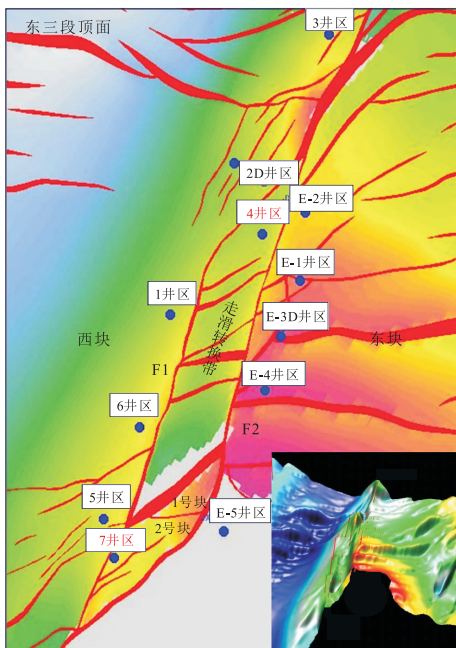 东三段顶面
3井区
2D井区
E-2井区
4井区
E-1井区
1井区
E-3D井区
走滑转换带
西块
东块
F1
E-4井区
6井区
F2
5井区
1号块
E-5井区
2号块
7井区